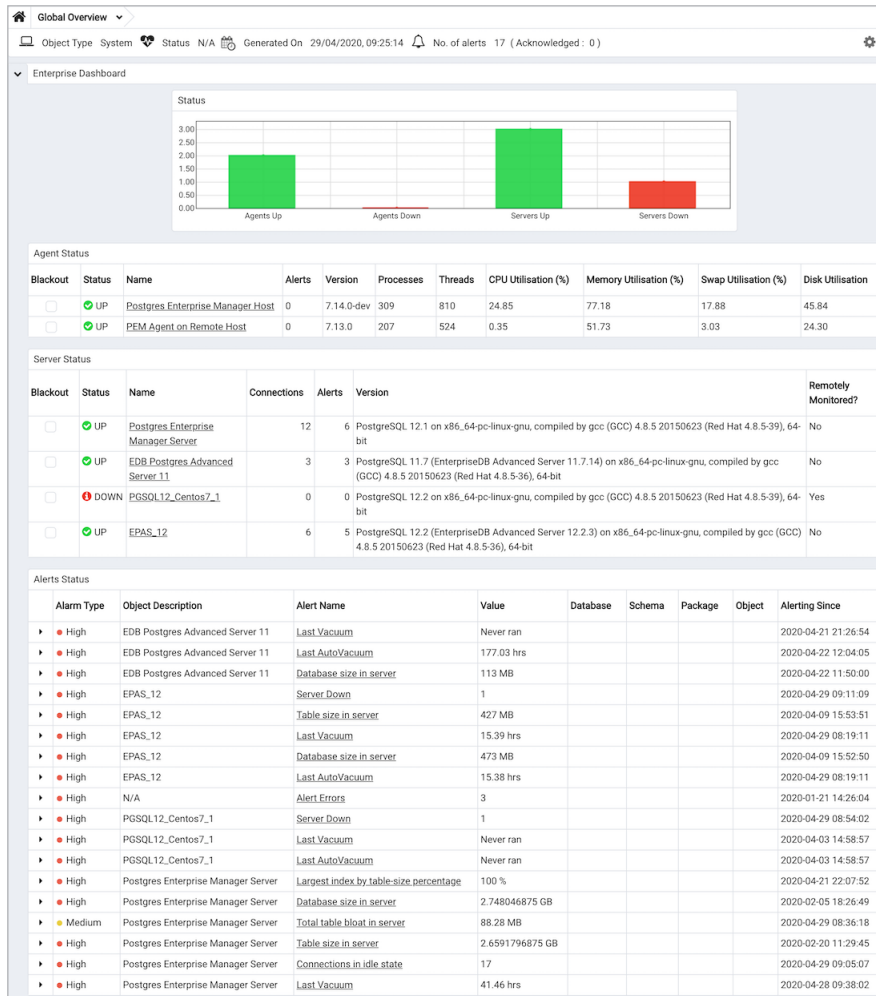 Global Overview
Object Type System Status N/A Generated On 29/04/2020, 09:25:14 No. of alerts 17 ( Acknowledged : 0 )
Enterprise Dashboard
Status
3.00
2.50
2.00
1.50
1.00
0.50
0.00
Agents Up Agents Down Servers Up Servers Down
Agent Status
Blackout Status Name Alerts Version Processes Threads CPU Utilisation (%) Memory Utilisation (%) Swap Utilisation (%) Disk Utilisation
UP Postgres Enterprise Manager Host 0 7.14.0-dev 309 810 24.85 77.18 17.88 45.84
UP PEM Agent on Remote Host 0 7.13.0 207 524 0.35 51.73 3.03 24.30
Server Status
Blackout Status Name Connections Alerts Version Remotely
Monitored?
UP Postgres Enterprise 12 6 PostgreSQL 12.1 on x86_64-pc-linux-gnu, compiled by gcc (GCC) 4.8.5 20150623 (Red Hat 4.8.5-39), 64- No
Manager Server bit
UP EDB Postgres Advanced 3 3 PostgreSQL 11.7 (EnterpriseDB Advanced Server 11.7.14) on x86_64-pc-linux-gnu, compiled by gcc No
Server 11 (GCC) 4.8.5 20150623 (Red Hat 4.8.5-36), 64-bit
DOWN PGSQL12_Centos7_1 0 0 PostgreSQL 12.2 on x86_64-pc-linux-gnu, compiled by gcc (GCC) 4.8.5 20150623 (Red Hat 4.8.5-39), 64- Yes
bit
UP EPAS_12 6 5 PostgreSQL 12.2 (EnterpriseDB Advanced Server 12.2.3) on x86_64-pc-linux-gnu, compiled by gcc (GCC) No
4.8.5 20150623 (Red Hat 4.8.5-36), 64-bit
Alerts Status
Alarm Type Object Description Alert Name Value Database Schema Package Object Alerting Since
High EDB Postgres Advanced Server 11 Last Vacuum Never ran 2020-04-21 21:26:54
High EDB Postgres Advanced Server 11 Last AutoVacuum 177.03 hrs 2020-04-22 12:04:05
High EDB Postgres Advanced Server 11 Database size in server 113 MB 2020-04-22 11:50:00
High EPAS_12 Server Down 1 2020-04-29 09:11:09
High EPAS_12 Table size in server 427 MB 2020-04-09 15:53:51
High EPAS_12 Last Vacuum 15.39 hrs 2020-04-29 08:19:11
High EPAS_12 Database size in server 473 MB 2020-04-09 15:52:50
High EPAS_12 Last AutoVacuum 15.38 hrs 2020-04-29 08:19:11
High N/A Alert Errors 3 2020-01-21 14:26:04
High PGSQL12_Centos7_1 Server Down 1 2020-04-29 08:54:02
High PGSQL12_Centos7_1 Last Vacuum Never ran 2020-04-03 14:58:57
High PGSQL12_Centos7_1 Last AutoVacuum Never ran 2020-04-03 14:58:57
High Postgres Enterprise Manager Server Largest index by table-size percentage 100 % 2020-04-21 22:07:52
High Postgres Enterprise Manager Server Database size in server 2.748046875 GB 2020-02-05 18:26:49
Medium Postgres Enterprise Manager Server Total table bloat in server 88.28 MB 2020-04-29 08:36:18
High Postgres Enterprise Manager Server Table size in server 2.6591796875 GB 2020-02-20 11:29:45
High Postgres Enterprise Manager Server Connections in idle state 17 2020-04-29 09:05:07
High Postgres Enterprise Manager Server Last Vacuum 41.46 hrs 2020-04-28 09:38:02